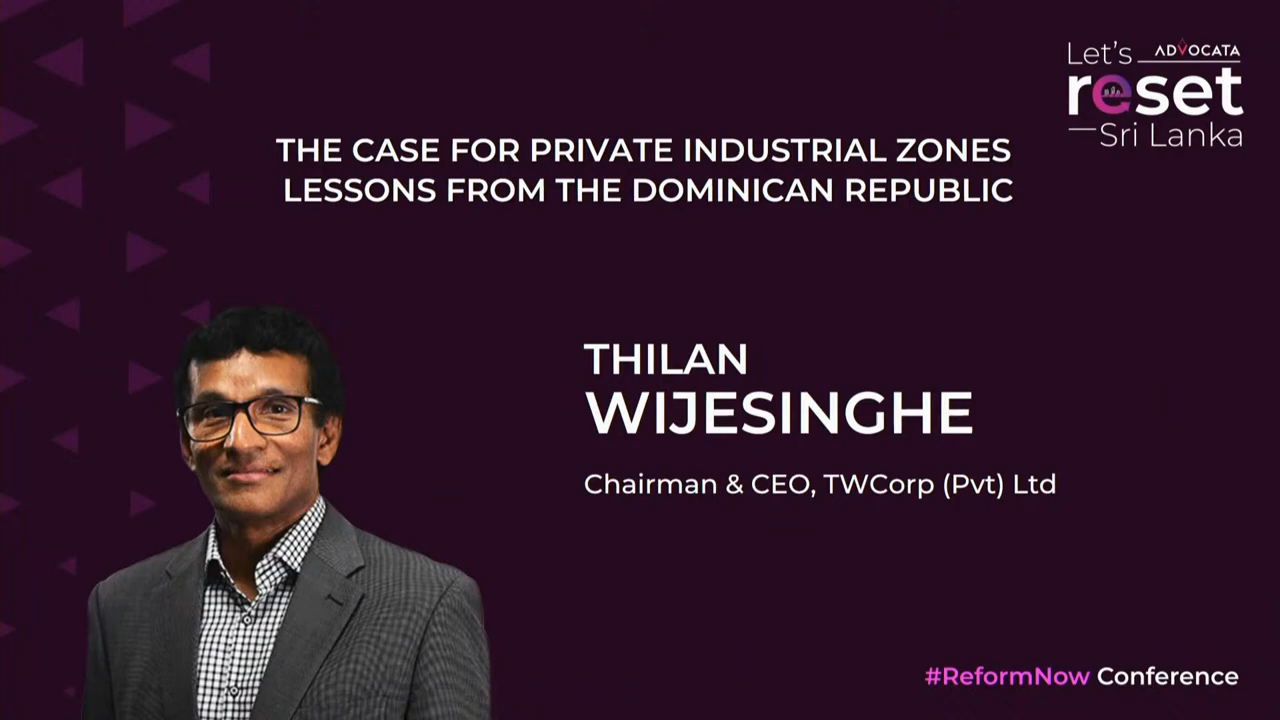 Let's ADVOCATA
reset
Sri Lanka
THE CASE FOR PRIVATE INDUSTRIAL ZONES
LESSONS FROM THE DOMINICAN REPUBLIC
THILAN
WIJESINGHE
Chairman & CEO, TWCorp (Pvt) Ltd
#ReformNow Conference